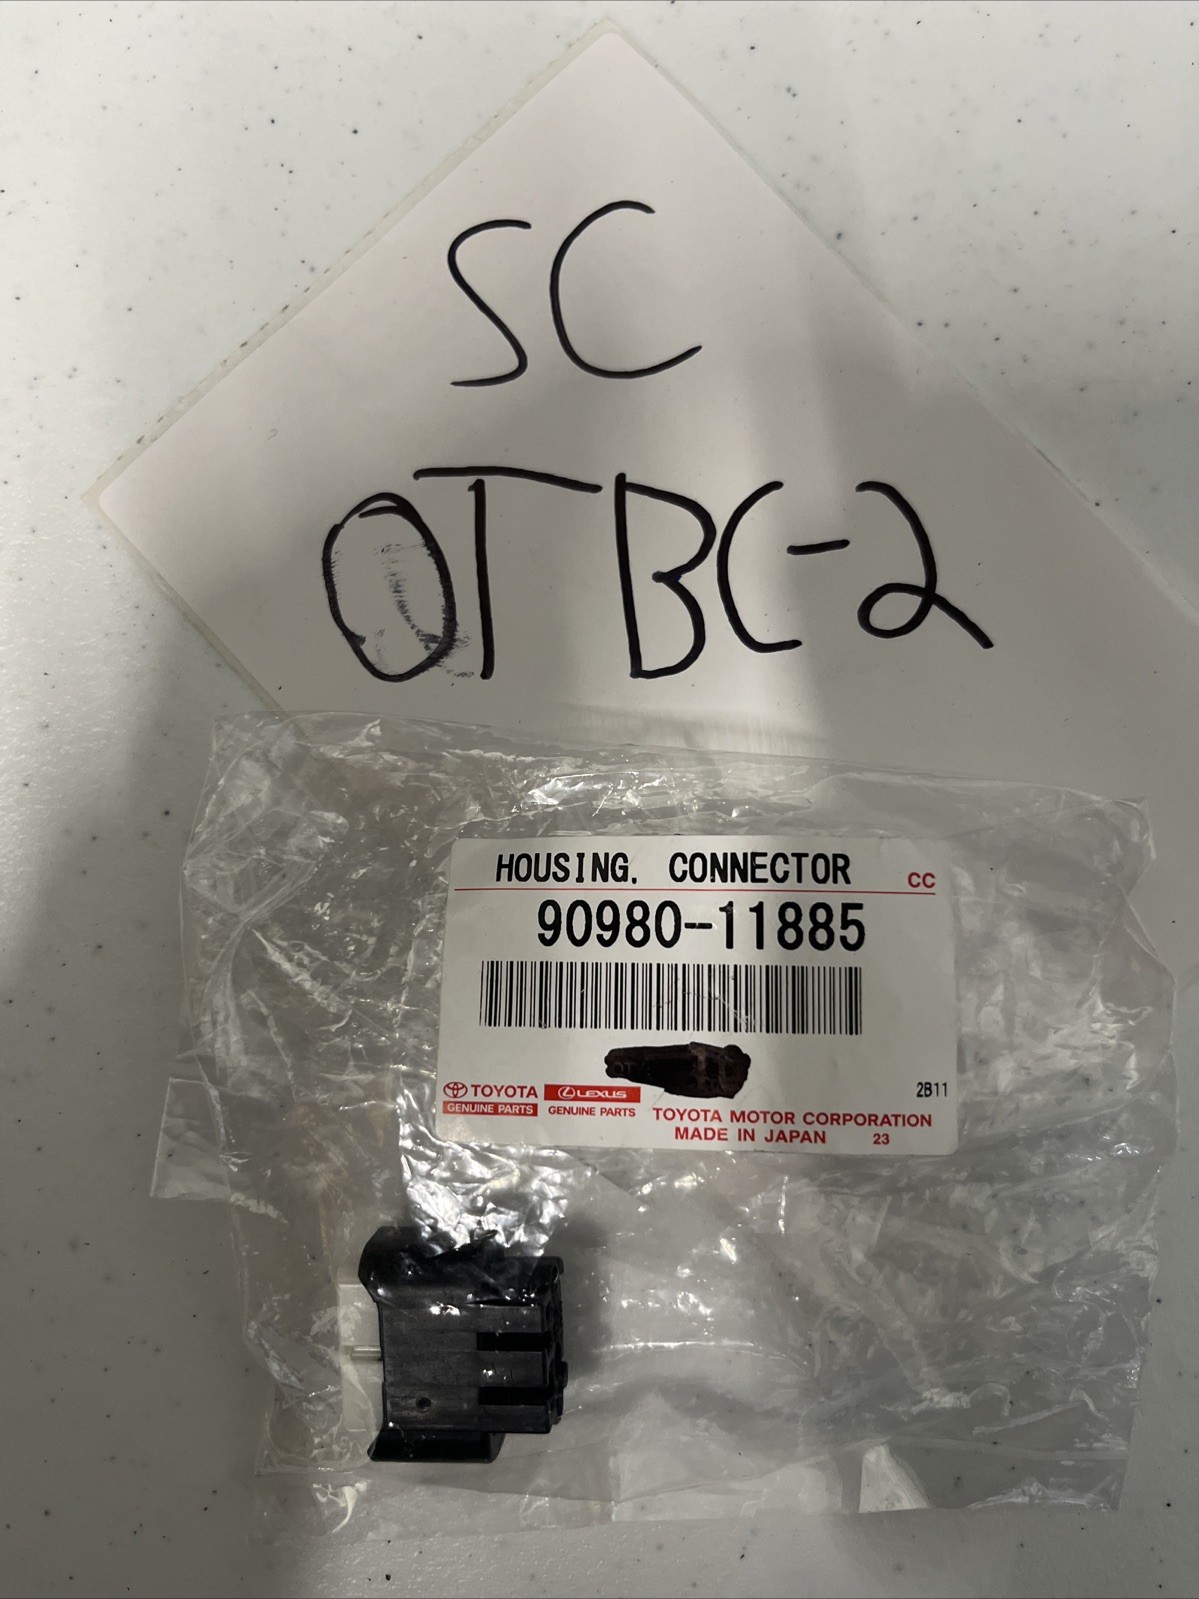 SC
OTBC-2
HOUSING, CONNECTOR
CC
90980-11885
2B11
TOYOTA LEXUS
GENUINE PARTS GENUINE PARTS
TOYOTA MOTOR CORPORATION
MADE IN JAPAN 23